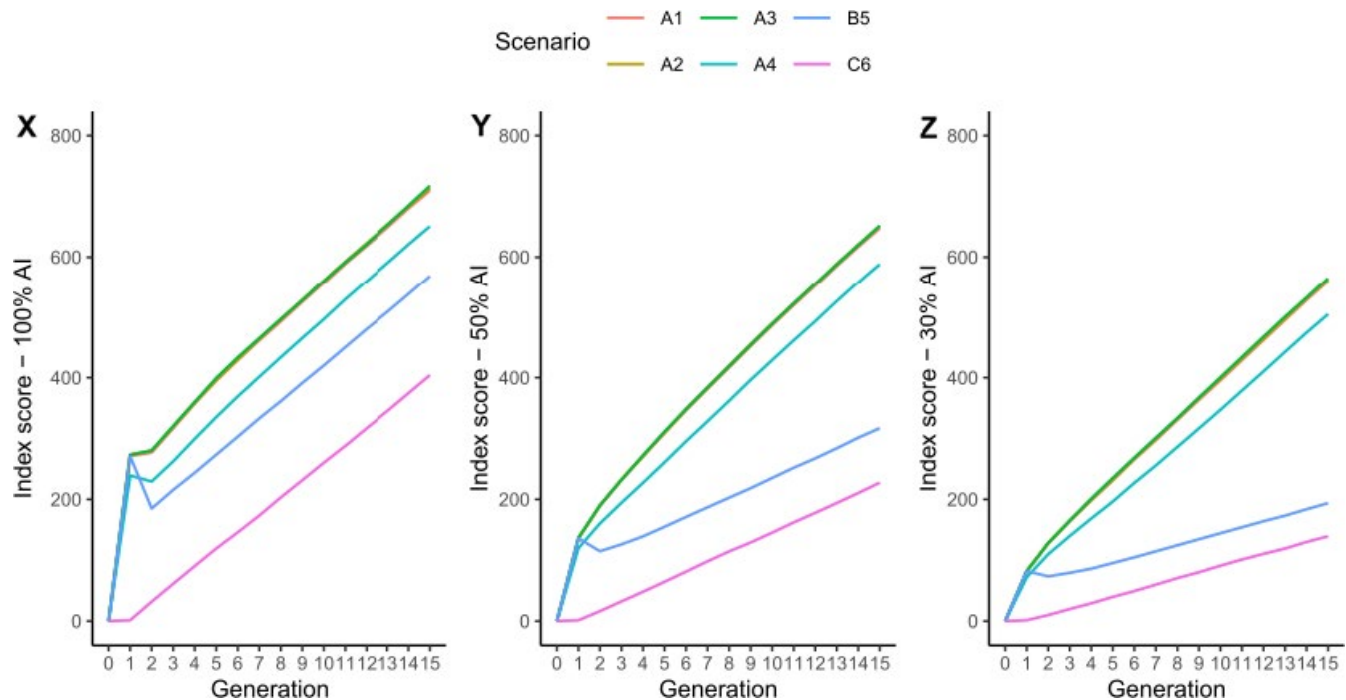 Scenario
A1 A3 B5
A2 A4 C6
X
Index score − 100% AI
800
600
400
200
0
0 1 2 3 4 5 6 7 8 9 10 11 12 13 14 15
Generation
Y
Index score − 50% AI
800
600
400
200
0
0 1 2 3 4 5 6 7 8 9 10 11 12 13 14 15
Generation
Z
Index score − 30% AI
800
600
400
200
0
0 1 2 3 4 5 6 7 8 9 10 11 12 13 14 15
Generation